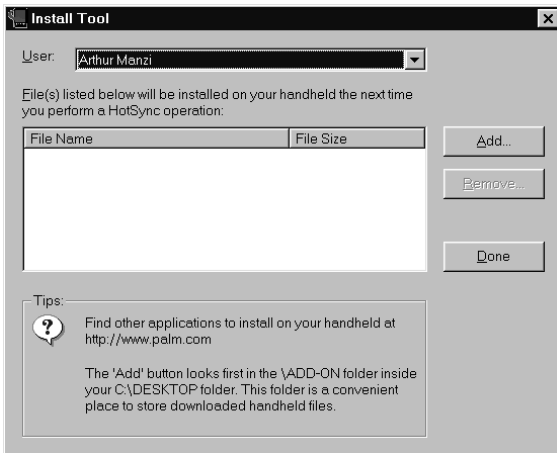 Install Tool
User: Arthur Manzi
File(s) listed below will be installed on your handheld the next time
you perform a HotSync operation:
File Name File Size
Add...
Remove...
Done
Tips:
Find other applications to install on your handheld at
http://www.palm.com
The 'Add' button looks first in the \ADD-ON folder inside
your C:\DESKTOP folder. This folder is a convenient
place to store downloaded handheld files.